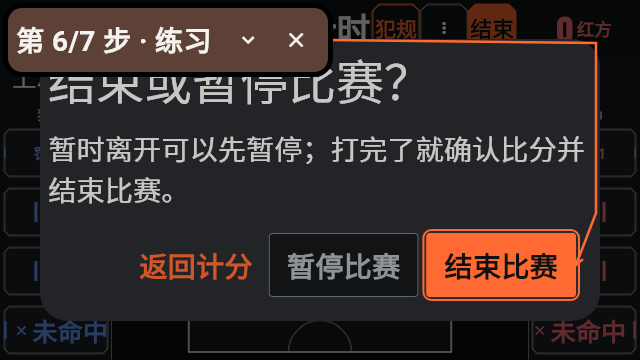 第 6/7 步 · 练习
时
犯规
结束
0 红方
结束或暂停比赛？
暂时离开可以先暂停；打完了就确认比分并
结束比赛。
返回计分
暂停比赛
结束比赛
× 未命中
× 未命中